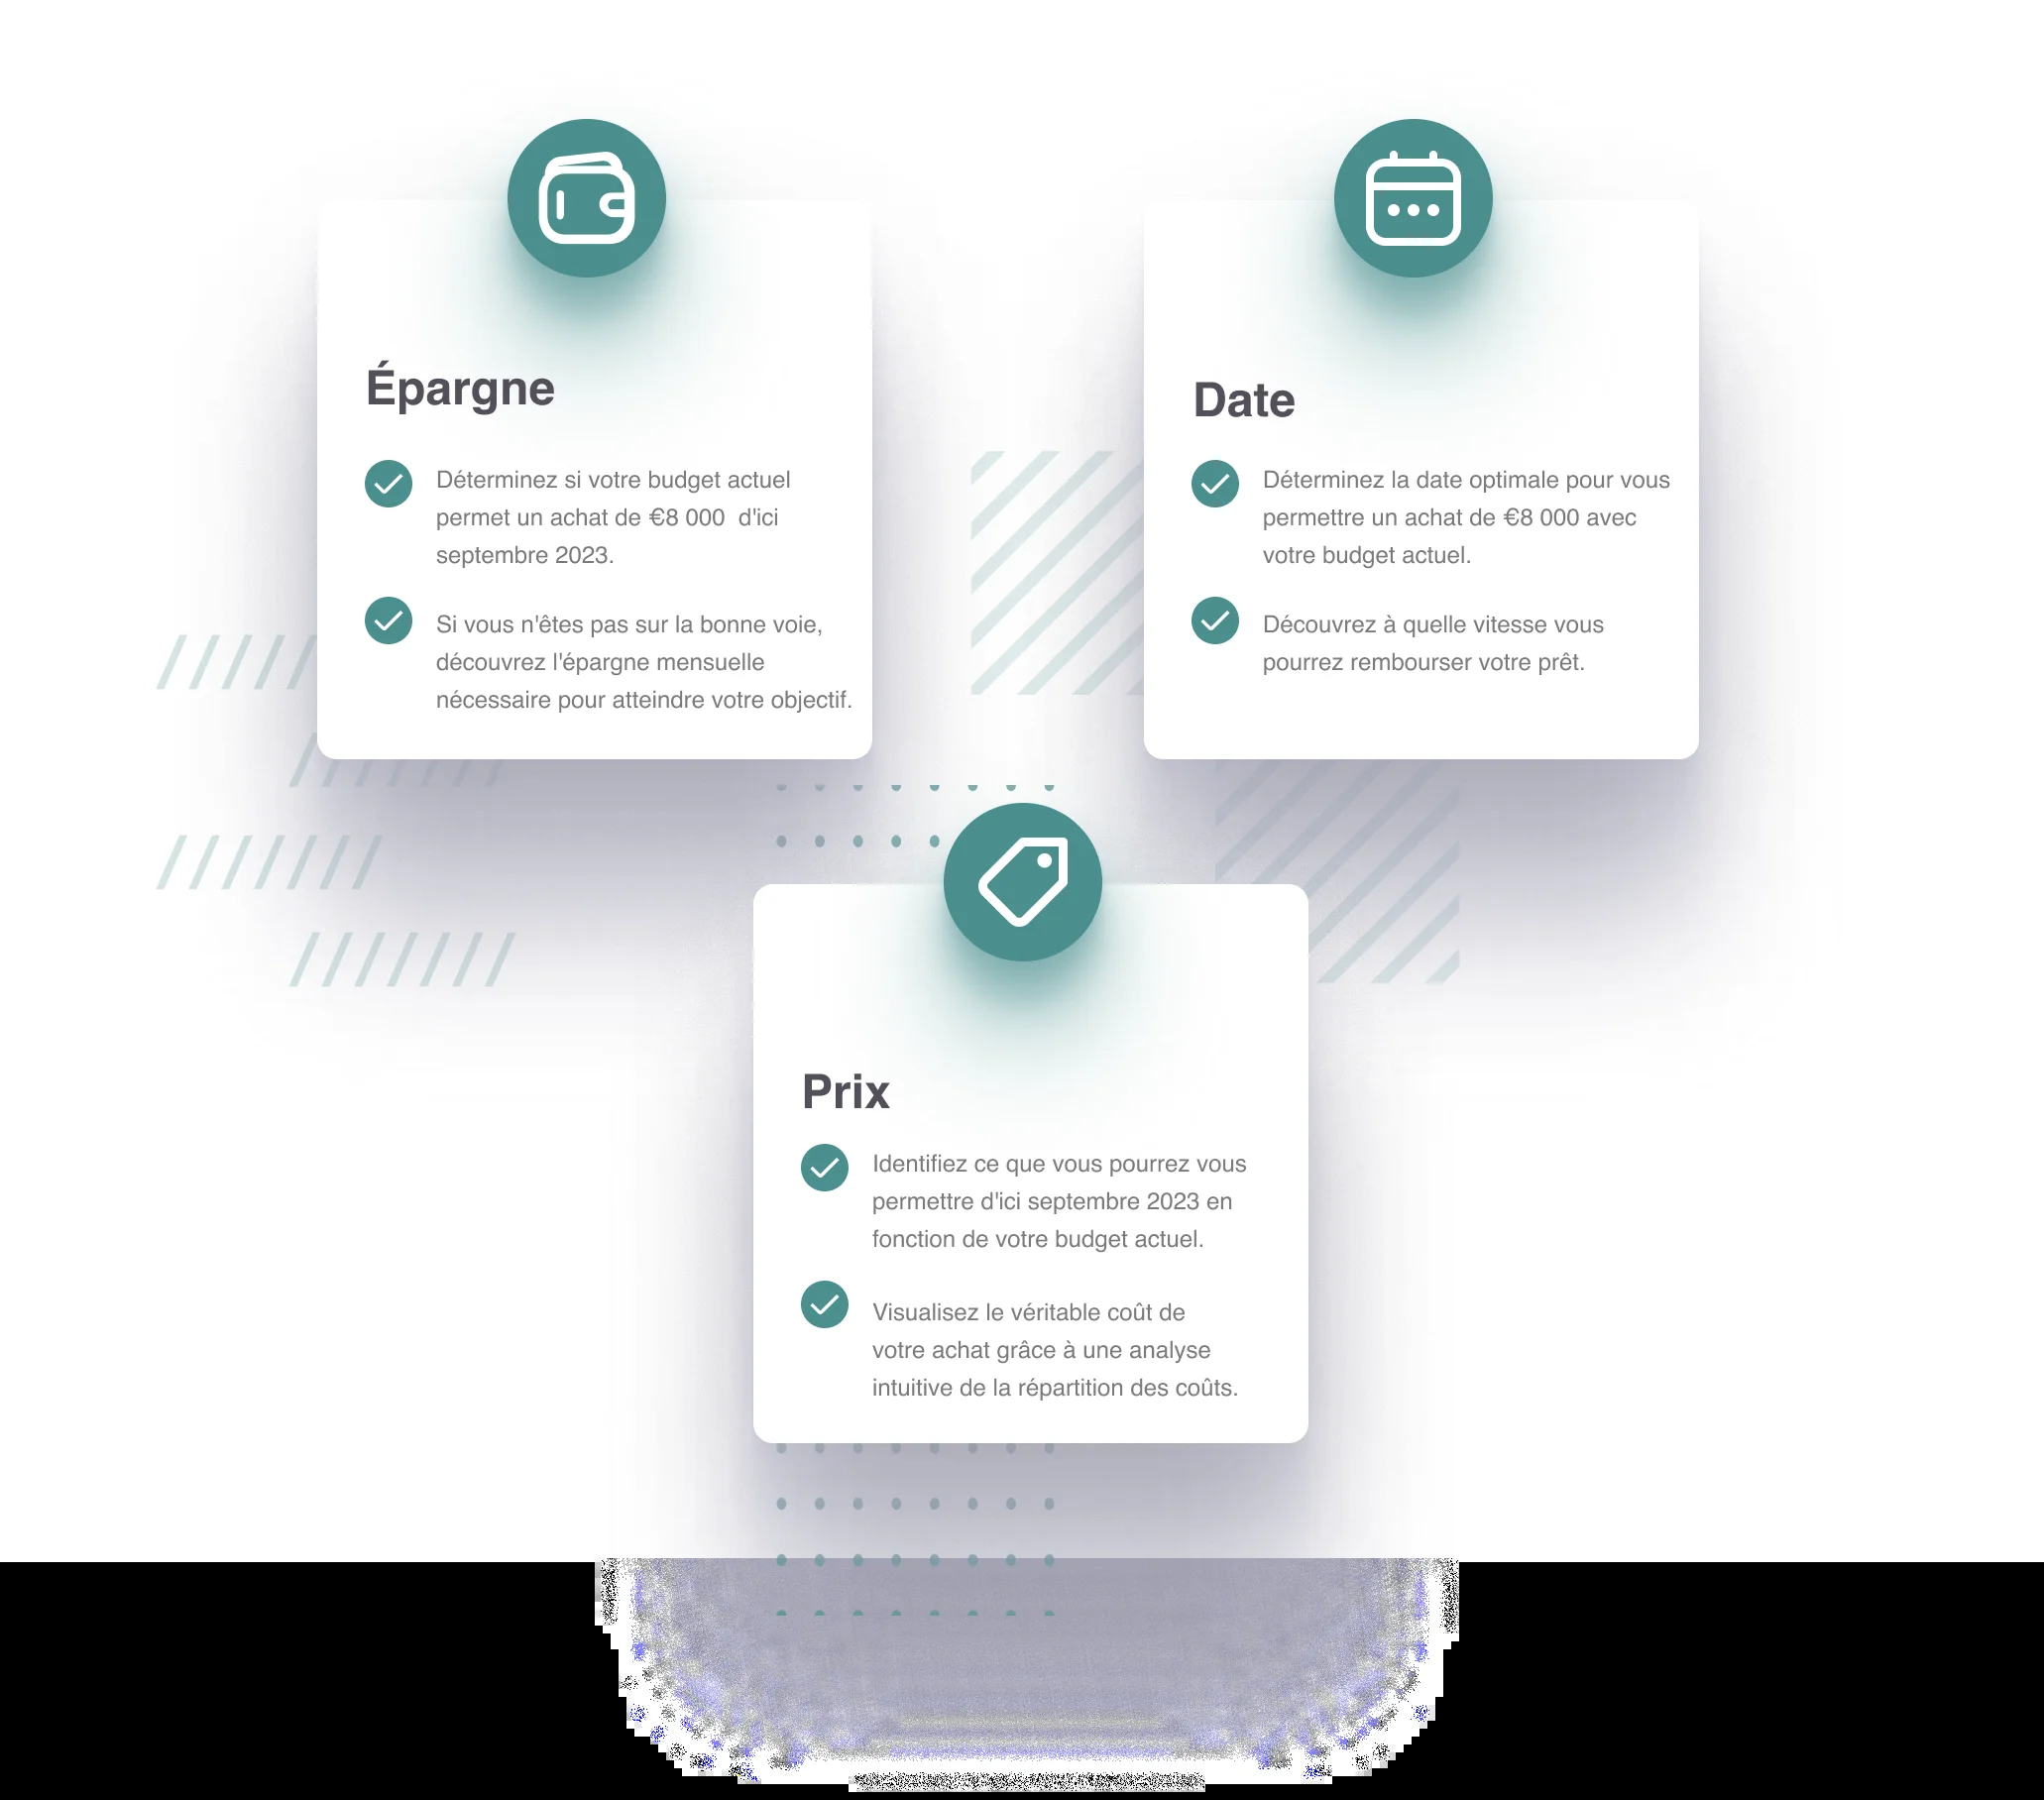 Épargne
Déterminez si votre budget actuel
permet un achat de €8 000  d'ici
septembre 2023.
Si vous n'êtes pas sur la bonne voie,
découvrez l'épargne mensuelle
nécessaire pour atteindre votre objectif.
Date
Déterminez la date optimale pour vous
permettre un achat de €8 000 avec
votre budget actuel.
Découvrez à quelle vitesse vous
pourrez rembourser votre prêt.
Prix
Identifiez ce que vous pourrez vous
permettre d'ici septembre 2023 en
fonction de votre budget actuel.
Visualisez le véritable coût de
votre achat grâce à une analyse
intuitive de la répartition des coûts.